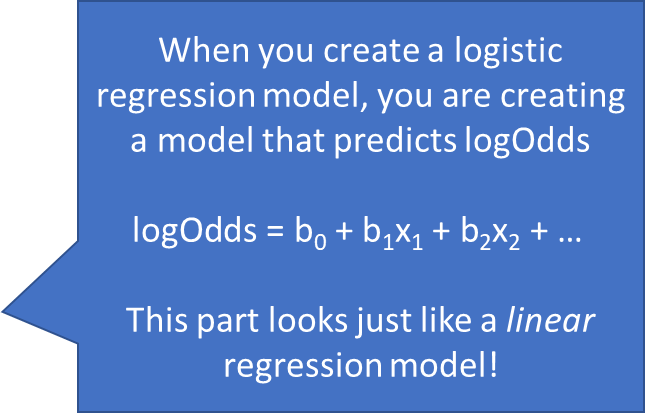 When you create a logistic
regression model, you are creating
a model that predicts logOdds
logOdds = b₀ + b₁x₁ + b₂x₂ + …
This part looks just like a linear
regression model!